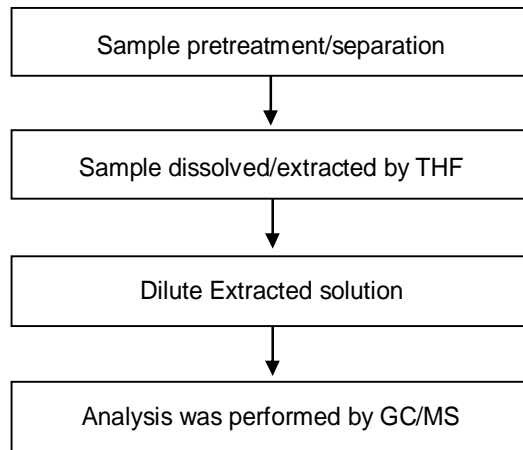 Sample pretreatment/separation
Sample dissolved/extracted by THF
Dilute Extracted solution
Analysis was performed by GC/MS